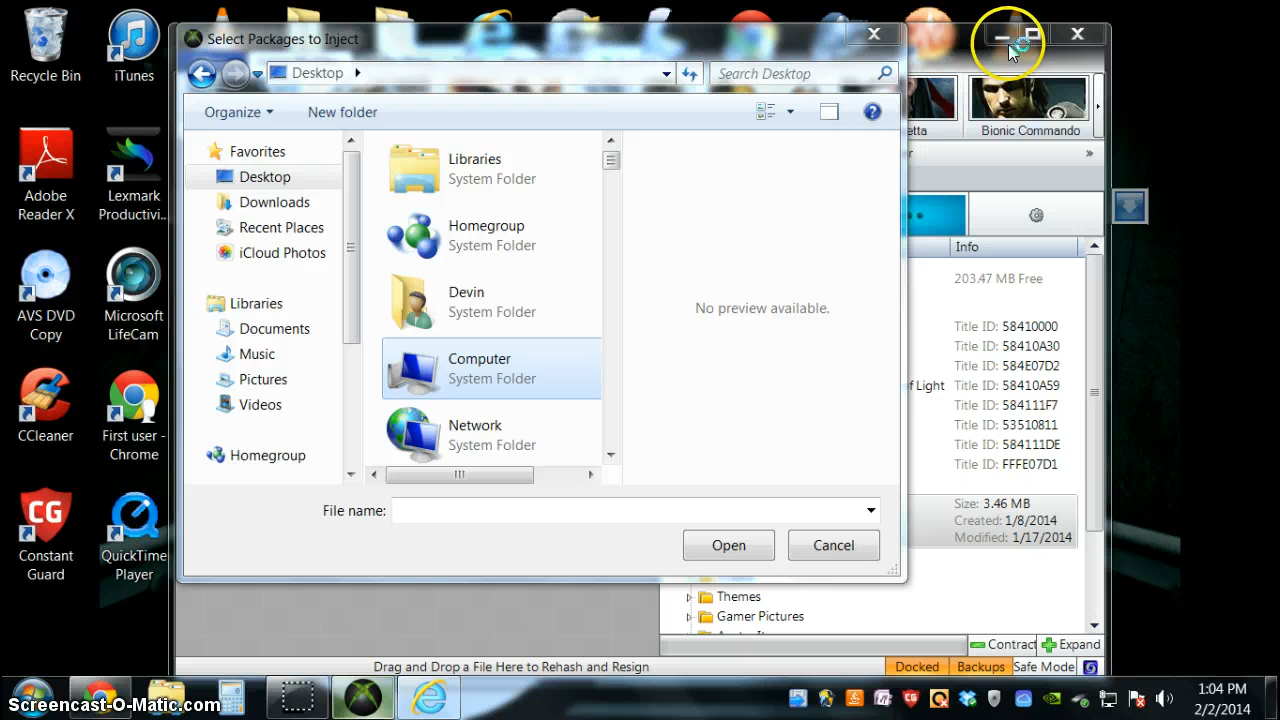 Recycle Bin
iTunes
Adobe
Reader X
Lexmark
Productivi...
AVS DVD
Copy
Microsoft
LifeCam
CCleaner
First user -
Chrome
CG
Constant
Guard
QuickTime
Player
Select Packages to Inject
Desktop
Search Desktop
Organize
New folder
Favorites
Desktop
Downloads
Recent Places
iCloud Photos
Libraries
Documents
Music
Pictures
Videos
Homegroup
Libraries
System Folder
Homegroup
System Folder
Devin
System Folder
Computer
System Folder
Network
System Folder
No preview available.
File name:
Open
Cancel
etta
Bionic Commando
r
»
Info
203.47 MB Free
Title ID: 58410000
Title ID: 58410A30
Title ID: 584E07D2
of Light Title ID: 58410A59
Title ID: 584111F7
Title ID: 53510811
Title ID: 584111DE
Title ID: FFFE07D1
Size: 3.46 MB
Created: 1/8/2014
Modified: 1/17/2014
Themes
Gamer Pictures
Contract
Expand
Drag and Drop a File Here to Rehash and Resign
Docked
Backups
Safe Mode
Screencast-O-Matic.com
1:04 PM
2/2/2014